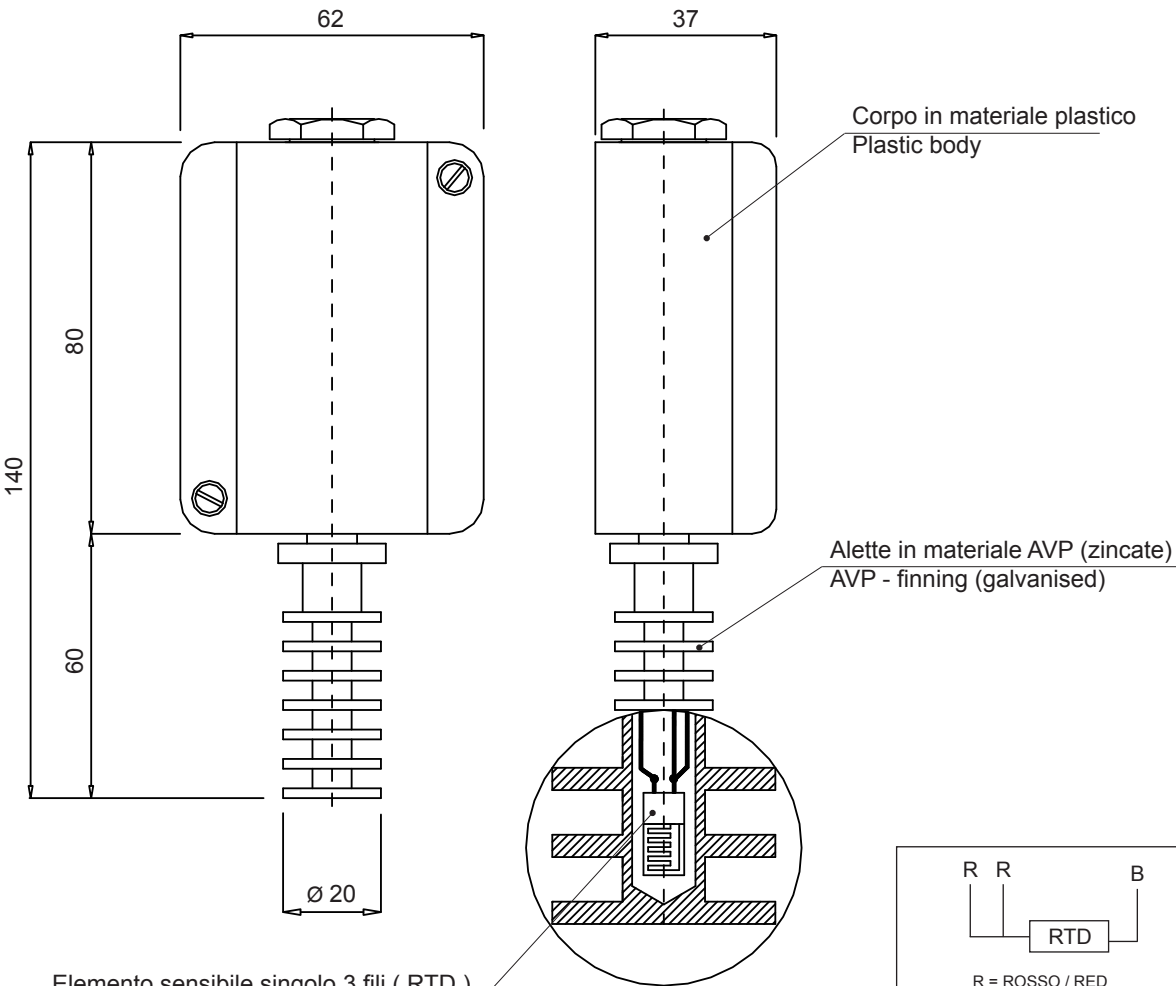 62
37
Corpo in materiale plastico
Plastic body
80
140
Alette in materiale AVP (zincate)
AVP - finning (galvanised)
60
Ø 20
R R
B
RTD
Elemento sensibile singolo 3 fili ( RTD )
R = ROSSO / RED